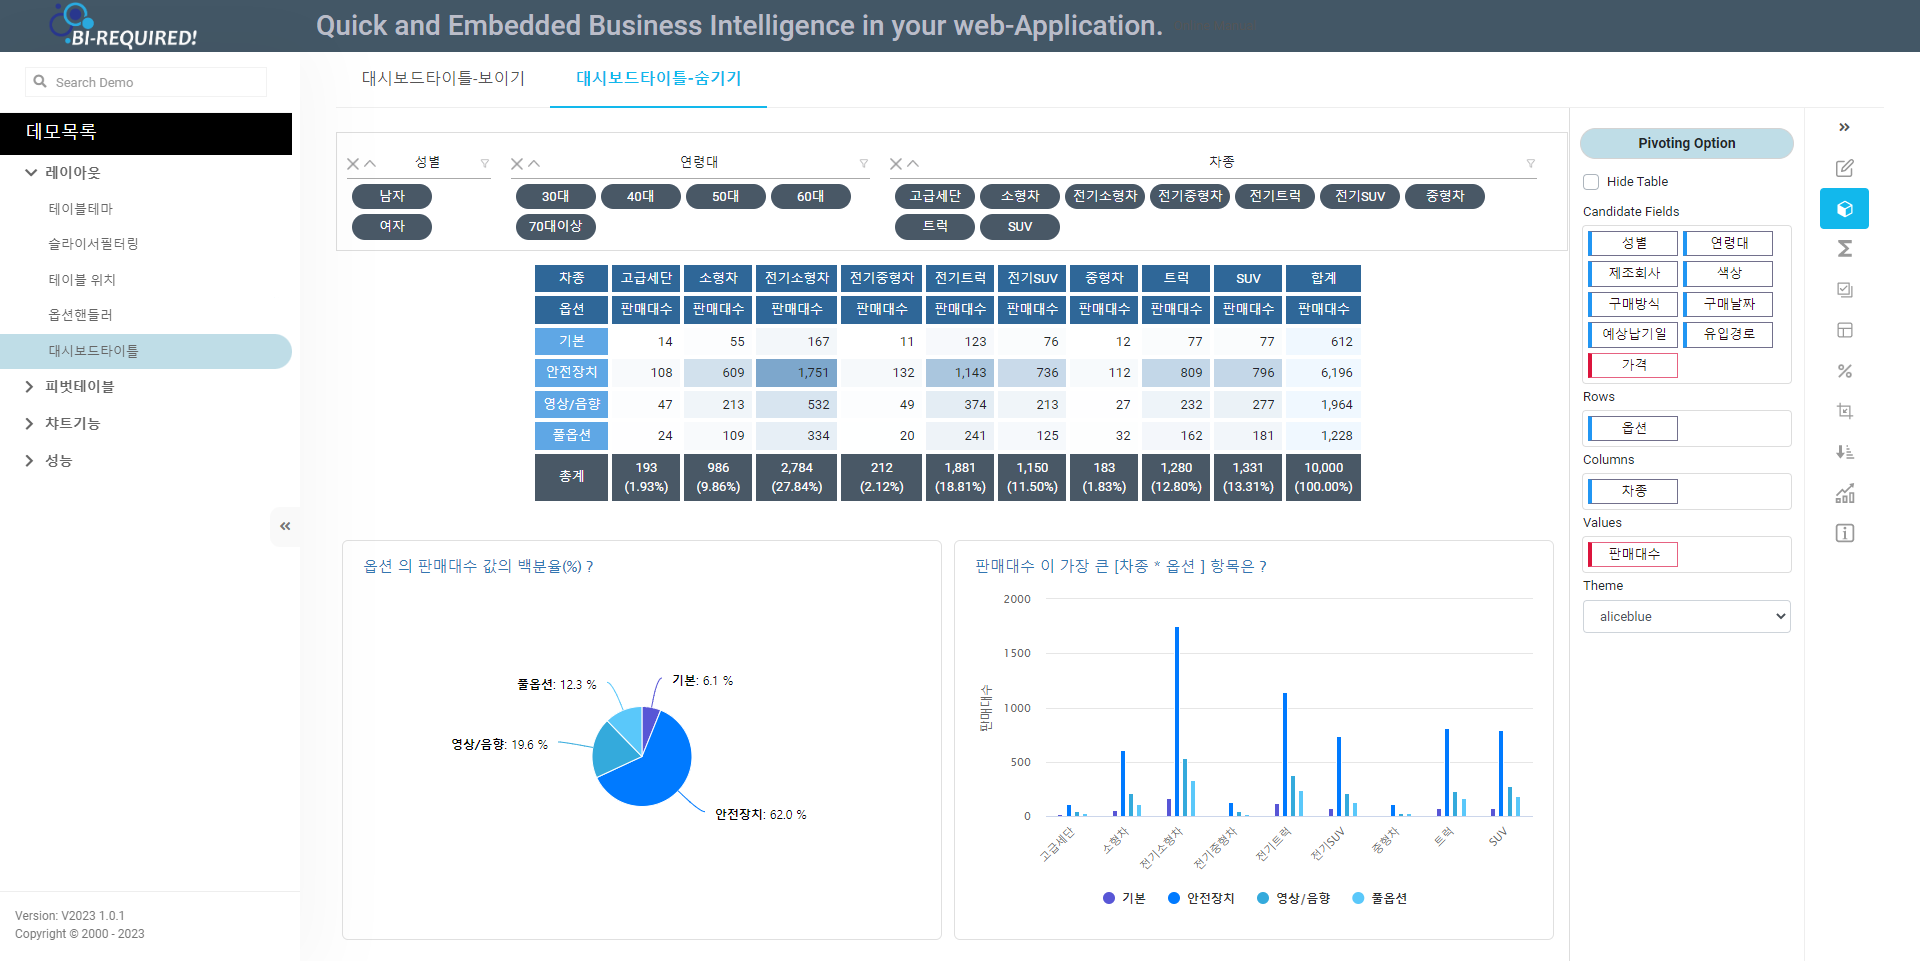 BI-REQUIRED!
Quick and Embedded Business Intelligence in your web-Application.
Search Demo
데모목록
레이아웃
테이블테마
슬라이서필터링
테이블 위치
옵션핸들러
대시보드타이틀
피벗테이블
챠트기능
성능
Version: V2023 1.0.1
Copyright © 2000 - 2023
대시보드타이틀-보이기 대시보드타이틀-숨기기
성별 연령대 차종
남자 30대 40대 50대 60대 고급세단 소형차 전기소형차 전기중형차 전기트럭 전기SUV 중형차
여자 70대이상 트럭 SUV
차종 고급세단 소형차 전기소형차 전기중형차 전기트럭 전기SUV 중형차 트럭 SUV 합계
옵션 판매대수 판매대수 판매대수 판매대수 판매대수 판매대수 판매대수 판매대수 판매대수 판매대수
기본 14 55 167 11 123 76 12 77 77 612
안전장치 108 609 1,751 132 1,143 736 112 809 796 6,196
영상/음향 47 213 532 49 374 213 27 232 277 1,964
풀옵션 24 109 334 20 241 125 32 162 181 1,228
총계 193 986 2,784 212 1,881 1,150 183 1,280 1,331 10,000
(1.93%) (9.86%) (27.84%) (2.12%) (18.81%) (11.50%) (1.83%) (12.80%) (13.31%) (100.00%)
옵션 의 판매대수 값의 백분율(%) ?
풀옵션: 12.3 %
기본: 6.1 %
영상/음향: 19.6 %
안전장치: 62.0 %
판매대수 이 가장 큰 [차종 * 옵션 ] 항목은 ?
판매대수
2000
1500
1000
500
0
고급세단 소형차 전기소형차 전기중형차 전기트럭 전기SUV 중형차 트럭 SUV
기본 안전장치 영상/음향 풀옵션
Pivoting Option
Hide Table
Candidate Fields
성별 연령대
제조회사 색상
구매방식 구매날짜
예상납기일 유입경로
가격
Rows
옵션
Columns
차종
Values
판매대수
Theme
aliceblue